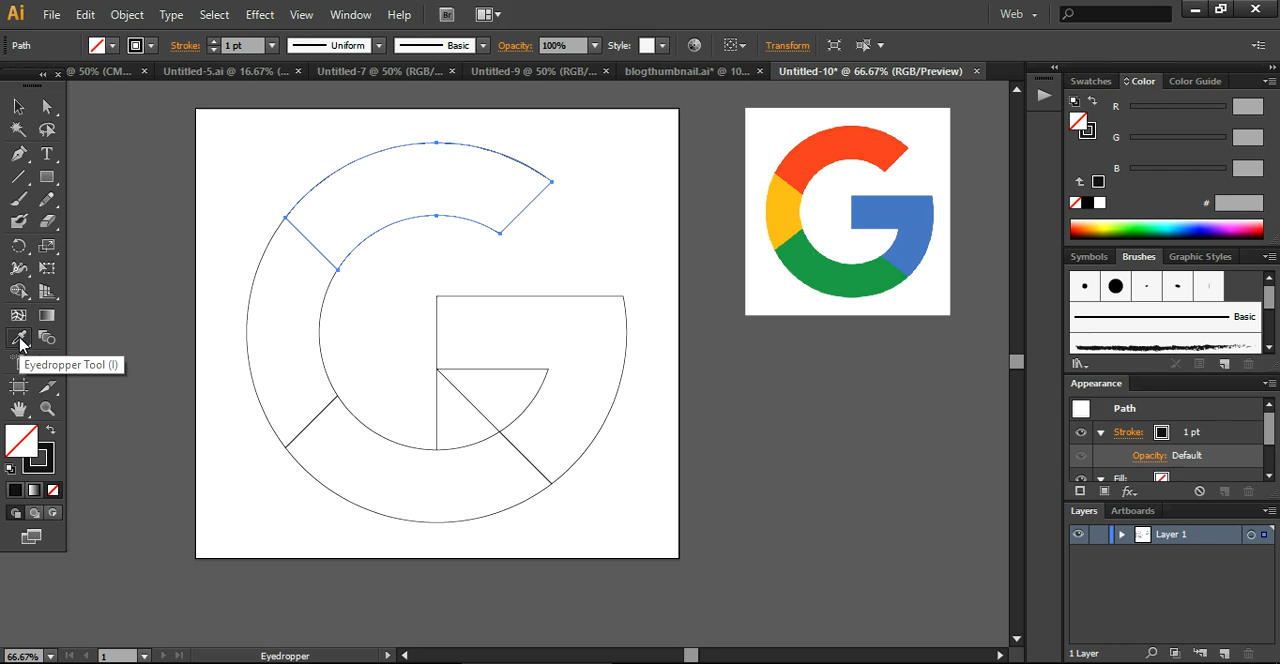 Ai File Edit Object Type Select Effect View Window Help Br Web
Path Stroke: 1 pt Uniform Basic Opacity: 100% Style: Transform
@ 50% (CM... × Untitled-5.ai @ 16.67% (... × Untitled-7 @ 50% (RGB/... × Untitled-9 @ 50% (RGB/... × blogthumbnail.ai* @ 10... × Untitled-10* @ 66.67% (RGB/Preview) ×
Swatches Color Color Guide
R
G
B
#
Symbols Brushes Graphic Styles
Basic
Eyedropper Tool (I)
Appearance
Path
Stroke: 1 pt
Opacity: Default
Fill:
fx
Layers Artboards
Layer 1
1 Layer
66.67% 1 Eyedropper